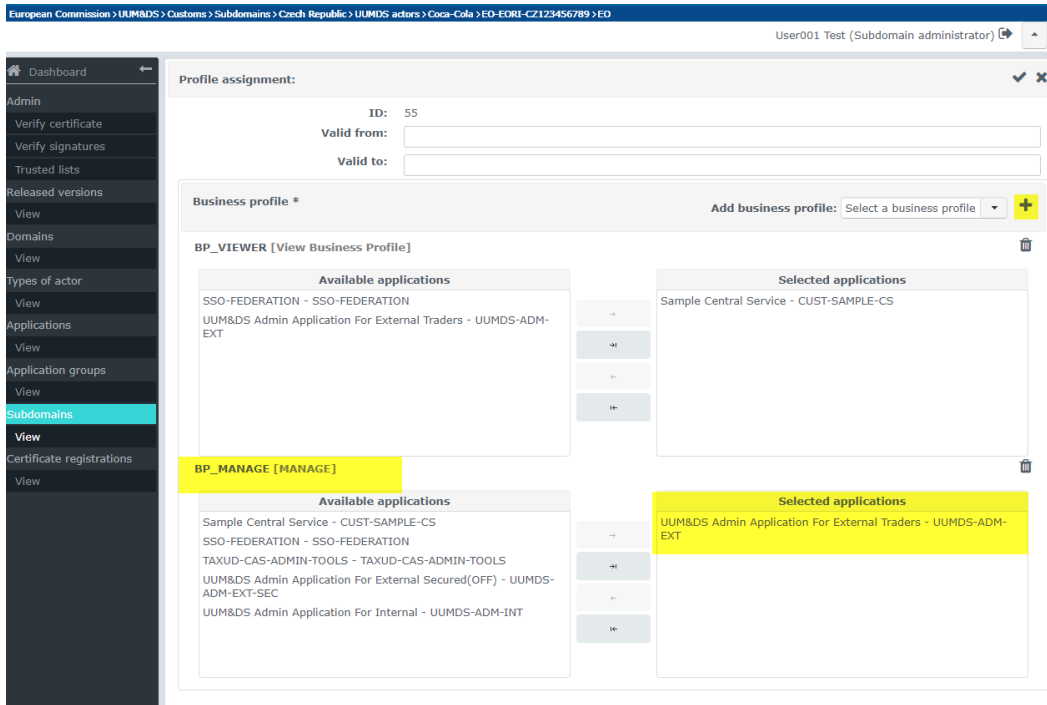 European Commission > UUM&DS > Customs > Subdomains > Czech Republic > UUMDS actors > Coca-Cola > EO-EORI-CZ123456789 > EO
User001 Test (Subdomain administrator)
Dashboard
Admin
Verify certificate
Verify signatures
Trusted lists
Released versions
View
Domains
View
Types of actor
View
Applications
View
Application groups
View
Subdomains
View
Certificate registrations
View
Profile assignment:
ID: 55
Valid from:
Valid to:
Business profile *
Add business profile: Select a business profile
BP_VIEWER [View Business Profile]
Available applications
SSO-FEDERATION - SSO-FEDERATION
UUM&DS Admin Application For External Traders - UUMDS-ADM-
EXT
Selected applications
Sample Central Service - CUST-SAMPLE-CS
BP_MANAGE [MANAGE]
Available applications
Sample Central Service - CUST-SAMPLE-CS
SSO-FEDERATION - SSO-FEDERATION
TAXUD-CAS-ADMIN-TOOLS - TAXUD-CAS-ADMIN-TOOLS
UUM&DS Admin Application For External Secured(OFF) - UUMDS-
ADM-EXT-SEC
UUM&DS Admin Application For Internal - UUMDS-ADM-INT
Selected applications
UUM&DS Admin Application For External Traders - UUMDS-ADM-
EXT